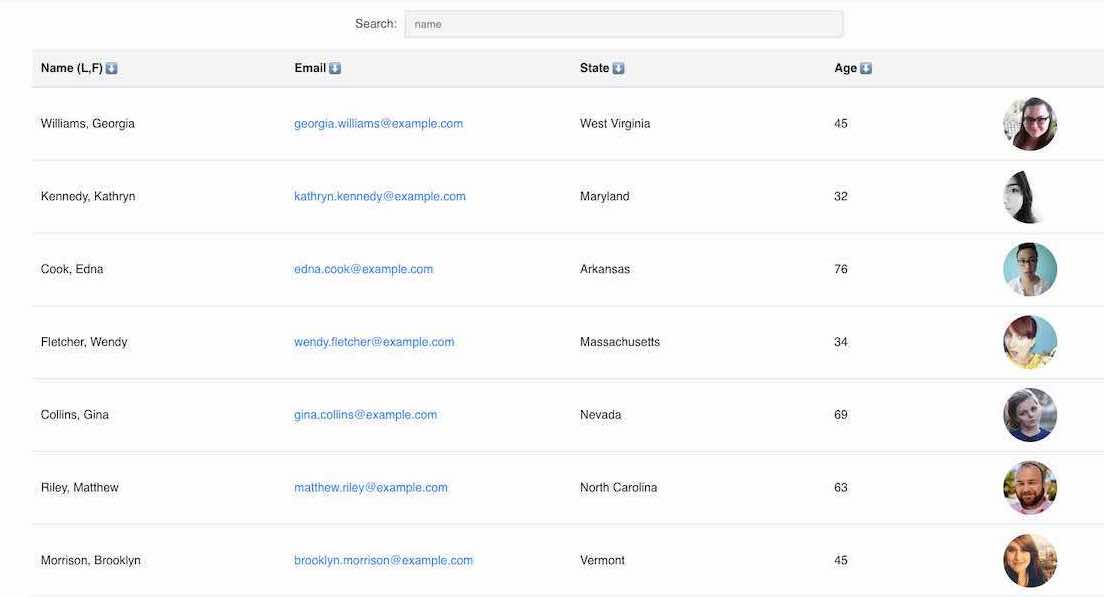 Search: name
Name (L,F) ⬇️ Email ⬇️ State ⬇️ Age ⬇️
Williams, Georgia georgia.williams@example.com West Virginia 45
Kennedy, Kathryn kathryn.kennedy@example.com Maryland 32
Cook, Edna edna.cook@example.com Arkansas 76
Fletcher, Wendy wendy.fletcher@example.com Massachusetts 34
Collins, Gina gina.collins@example.com Nevada 69
Riley, Matthew matthew.riley@example.com North Carolina 63
Morrison, Brooklyn brooklyn.morrison@example.com Vermont 45